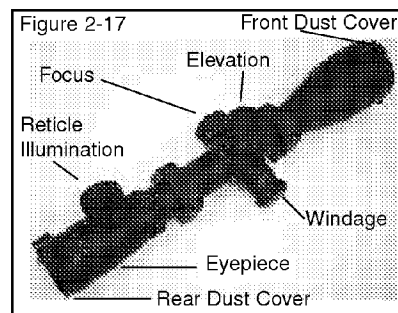 Figure 2-17
Front Dust Cover
Elevation
Focus
Reticle
Illumination
Windage
Eyepiece
Rear Dust Cover